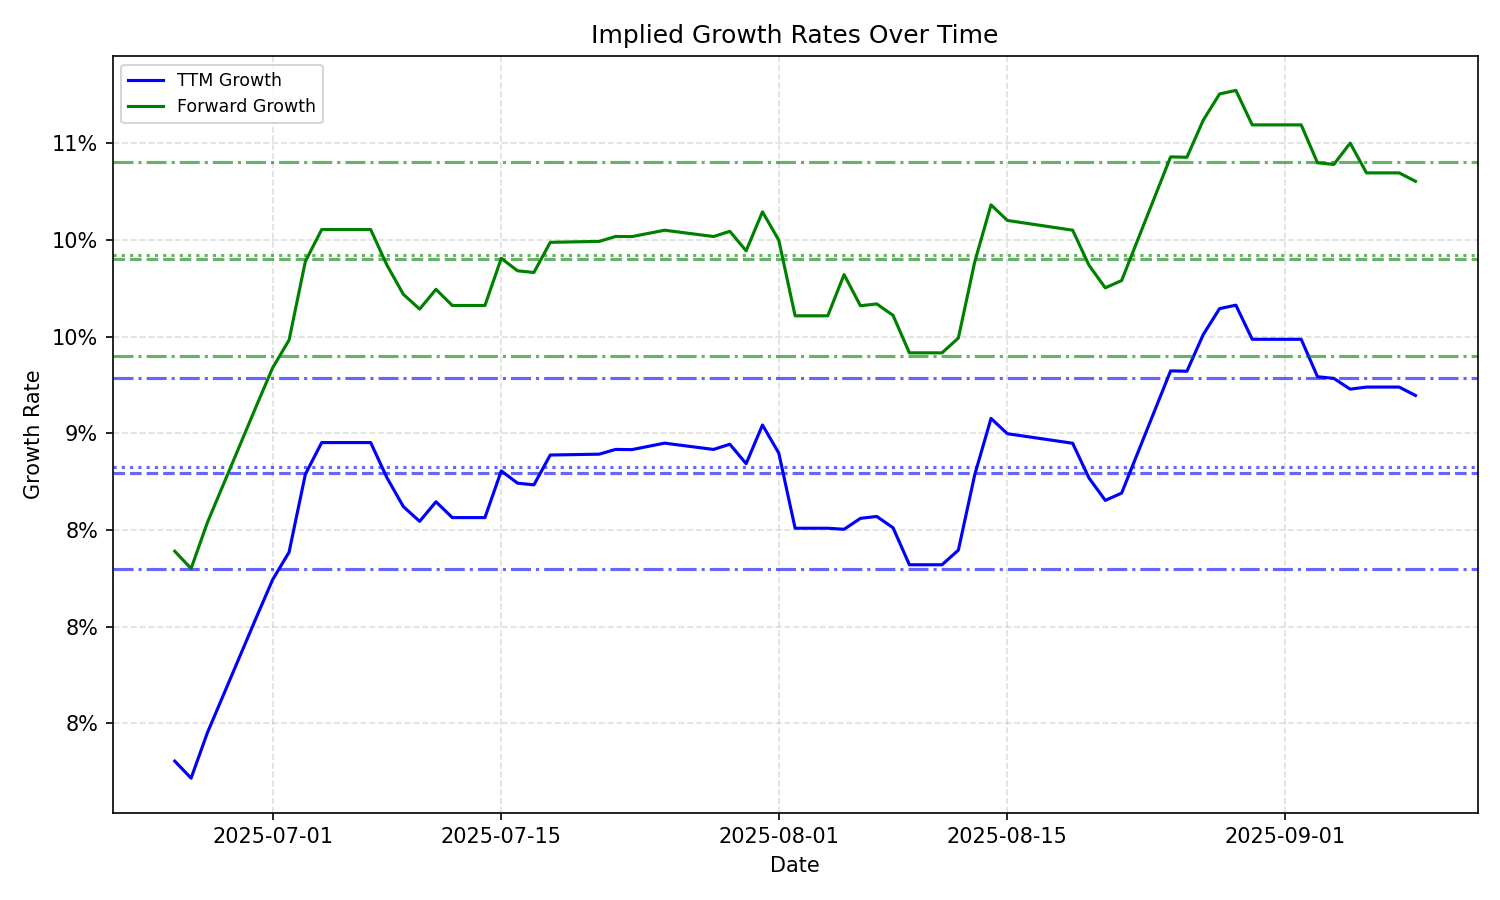 Implied Growth Rates Over Time
TTM Growth
Forward Growth
11%
10%
10%
9%
8%
8%
8%
Growth Rate
2025-07-01
2025-07-15
2025-08-01
2025-08-15
2025-09-01
Date